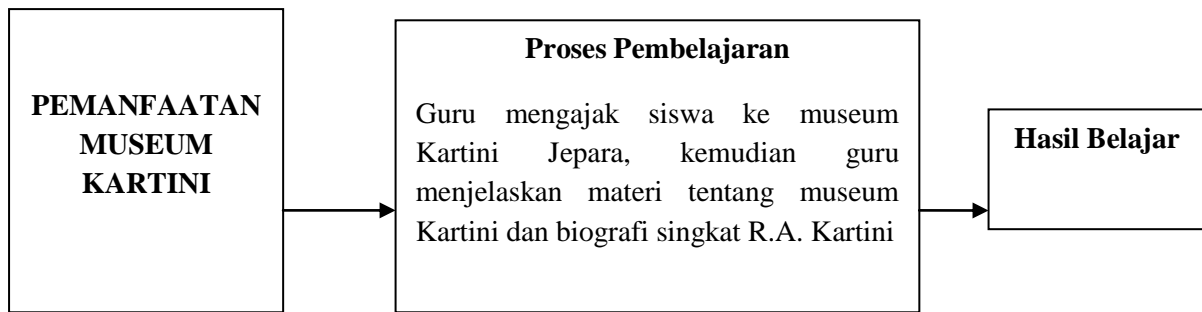 PEMANFAATAN
MUSEUM
KARTINI
Proses Pembelajaran
Guru mengajak siswa ke museum
Kartini Jepara, kemudian guru
menjelaskan materi tentang museum
Kartini dan biografi singkat R.A. Kartini
Hasil Belajar